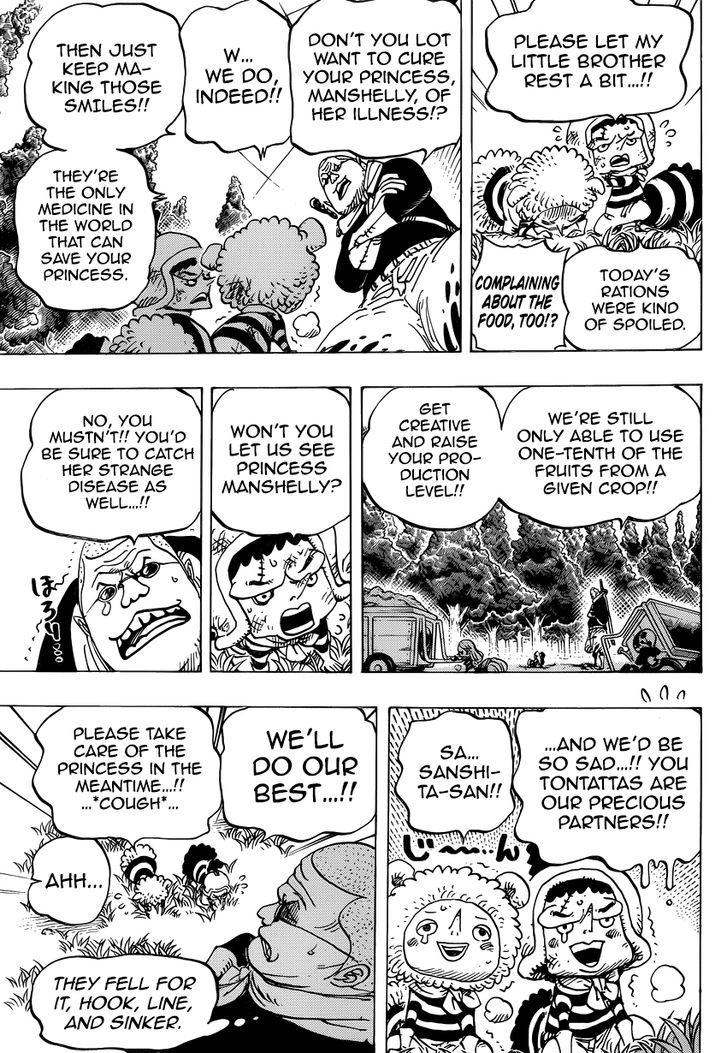 PLEASE LET MY
LITTLE BROTHER
REST A BIT...!!
TODAY'S
RATIONS
WERE KIND
OF SPOILED.
COMPLAINING
ABOUT THE
FOOD, TOO!?
DON'T YOU LOT
WANT TO CURE
YOUR PRINCESS,
MANSHELLY, OF
HER ILLNESS!?
W...
WE DO,
INDEED!!
THEN JUST
KEEP MA-
KING THOSE
SMILES!!
THEY'RE
THE ONLY
MEDICINE IN
THE WORLD
THAT CAN
SAVE YOUR
PRINCESS.
WE'RE STILL
ONLY ABLE TO USE
ONE-TENTH OF
THE FRUITS FROM A
GIVEN CROP!!
GET
CREATIVE
AND RAISE
YOUR PRO-
DUCTION
LEVEL!!
WON'T YOU
LET US SEE
PRINCESS
MANSHELLY?
NO, YOU
MUSTN'T!! YOU'D
BE SURE TO CATCH
HER STRANGE
DISEASE AS
WELL...!!
ほろり...
...AND WE'D BE
SO SAD...!! YOU
TONTATTAS ARE
OUR PRECIOUS
PARTNERS!!
SA...
SANSHI-
TA-SAN!!
じ〜〜ん
WE'LL
DO OUR
BEST...!!
PLEASE TAKE
CARE OF THE
PRINCESS IN THE
MEANTIME...!!
...*COUGH*...
AHH...
THEY FELL FOR
IT, HOOK, LINE,
AND SINKER.